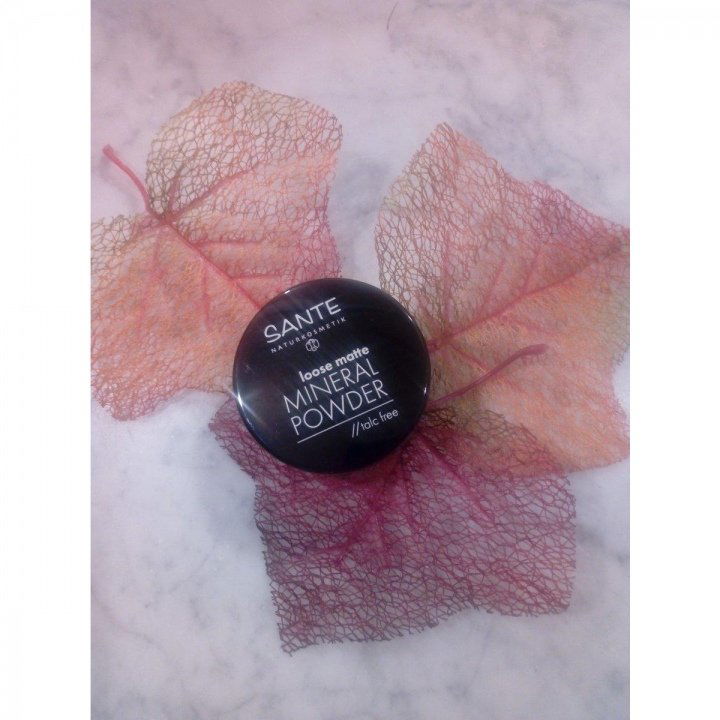 SANTE
NATURKOSMETIK
loose matte
MINERAL
POWDER
//talc free